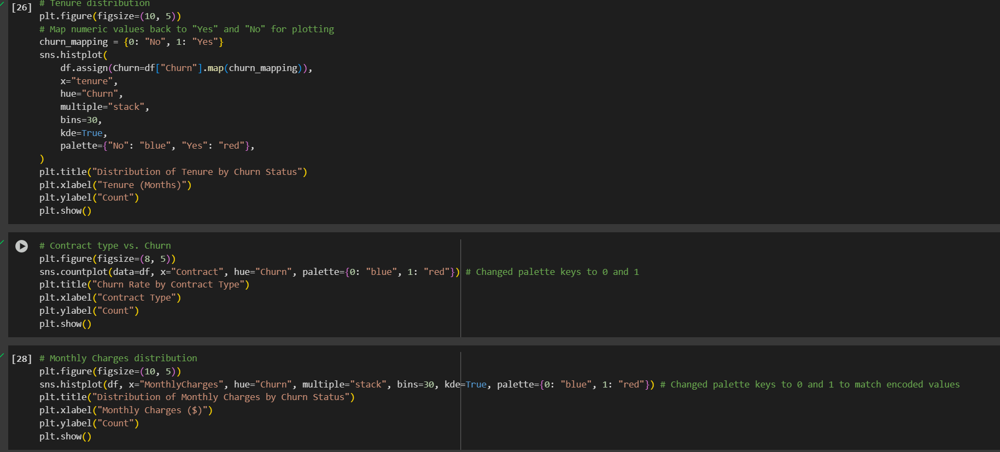 [26] # Tenure distribution
plt.figure(figsize=(10, 5))
# Map numeric values back to "Yes" and "No" for plotting
churn_mapping = {0: "No", 1: "Yes"}
sns.histplot(
    df.assign(Churn=df["Churn"].map(churn_mapping)),
    x="tenure",
    hue="Churn",
    multiple="stack",
    bins=30,
    kde=True,
    palette={"No": "blue", "Yes": "red"},
)
plt.title("Distribution of Tenure by Churn Status")
plt.xlabel("Tenure (Months)")
plt.ylabel("Count")
plt.show()
# Contract type vs. Churn
plt.figure(figsize=(8, 5))
sns.countplot(data=df, x="Contract", hue="Churn", palette={0: "blue", 1: "red"}) # Changed palette keys to 0 and 1
plt.title("Churn Rate by Contract Type")
plt.xlabel("Contract Type")
plt.ylabel("Count")
plt.show()
[28] # Monthly Charges distribution
plt.figure(figsize=(10, 5))
sns.histplot(df, x="MonthlyCharges", hue="Churn", multiple="stack", bins=30, kde=True, palette={0: "blue", 1: "red"}) # Changed palette keys to 0 and 1 to match encoded values
plt.title("Distribution of Monthly Charges by Churn Status")
plt.xlabel("Monthly Charges ($)")
plt.ylabel("Count")
plt.show()